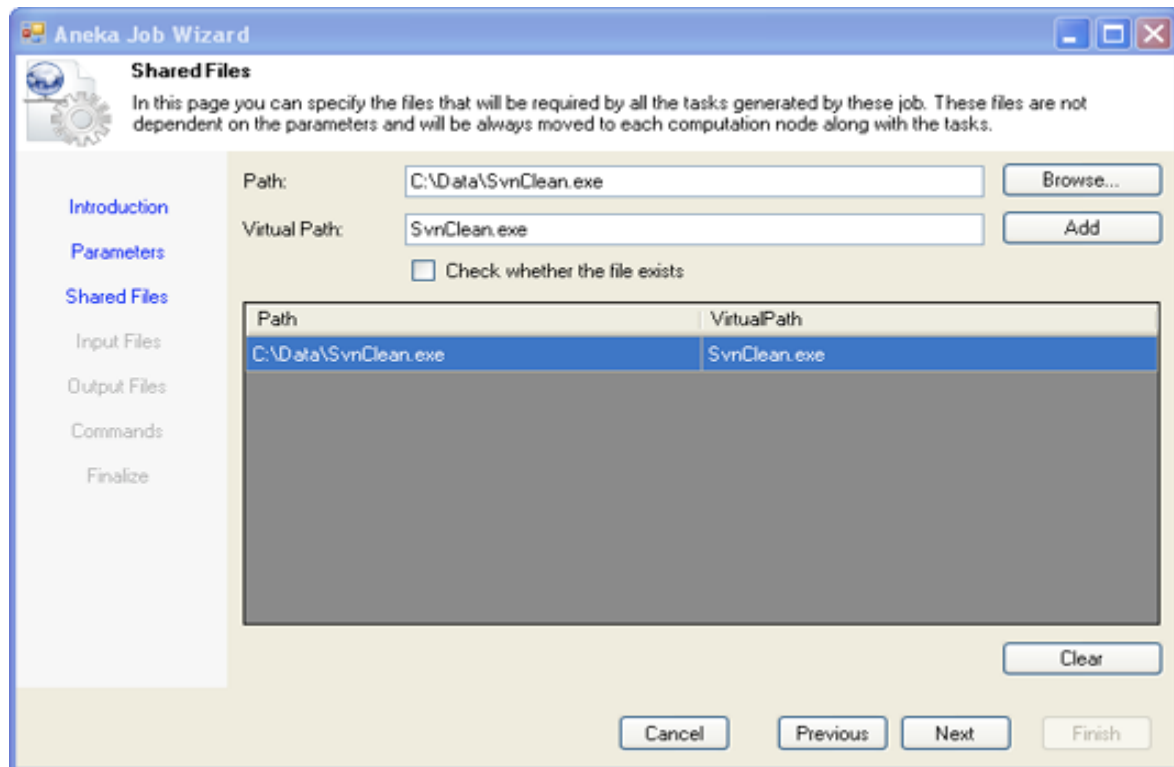 Aneka Job Wizard
Shared Files
In this page you can specify the files that will be required by all the tasks generated by these job. These files are not
dependent on the parameters and will be always moved to each computation node along with the tasks.
Introduction
Parameters
Shared Files
Input Files
Output Files
Commands
Finalize
Path: C:\Data\SvnClean.exe Browse...
Virtual Path: SvnClean.exe Add
Check whether the file exists
Path VirtualPath
C:\Data\SvnClean.exe SvnClean.exe
Clear
Cancel Previous Next Finish